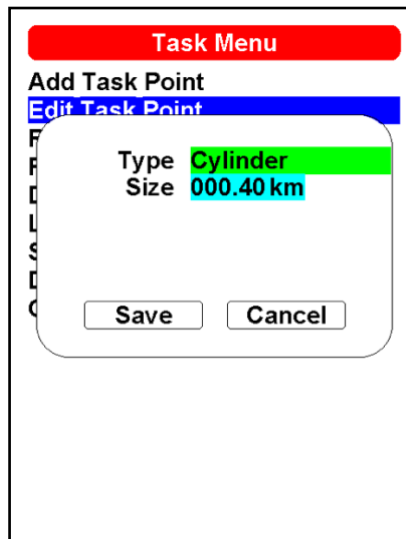 Task Menu
Add Task Point
Edit Task Point
Type Cylinder
Size 000.40 km
Save Cancel